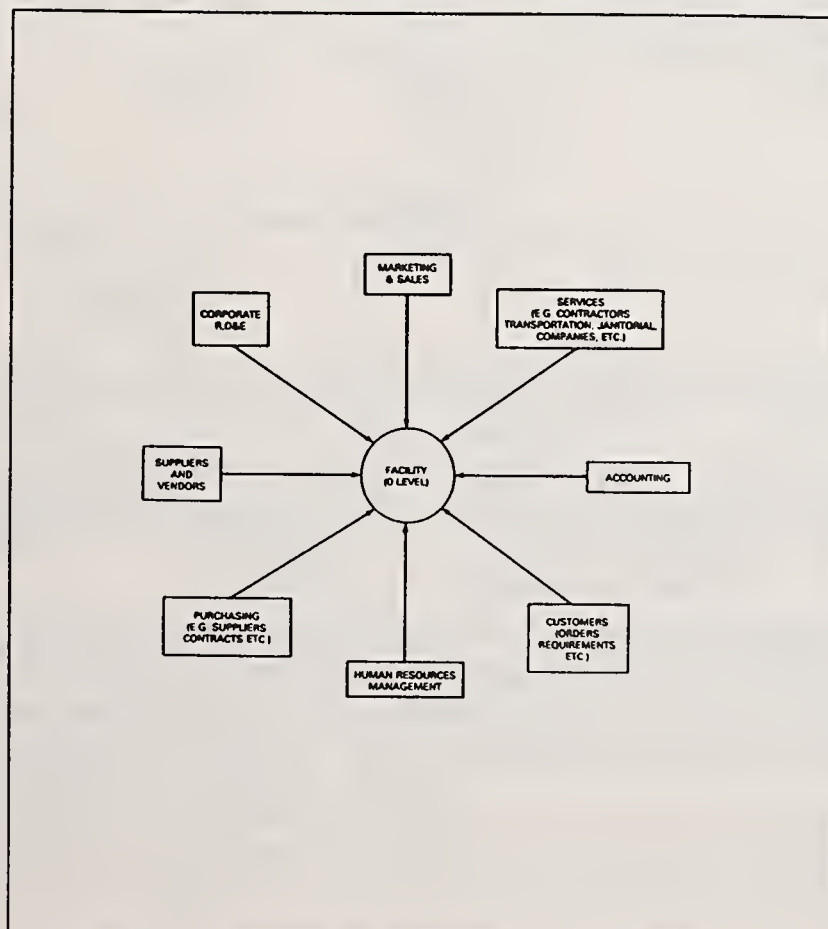 MARKETING
& SALES
CORPORATE
R,D&E
SERVICES
(E G. CONTRACTORS
TRANSPORTATION, JANITORIAL,
COMPANIES, ETC.)
SUPPLIERS
AND
VENDORS
FACILITY
(0 LEVEL)
ACCOUNTING
PURCHASING
(E G. SUPPLIERS
CONTRACTS ETC )
CUSTOMERS
(ORDERS
REQUIREMENTS
ETC )
HUMAN RESOURCES
MANAGEMENT